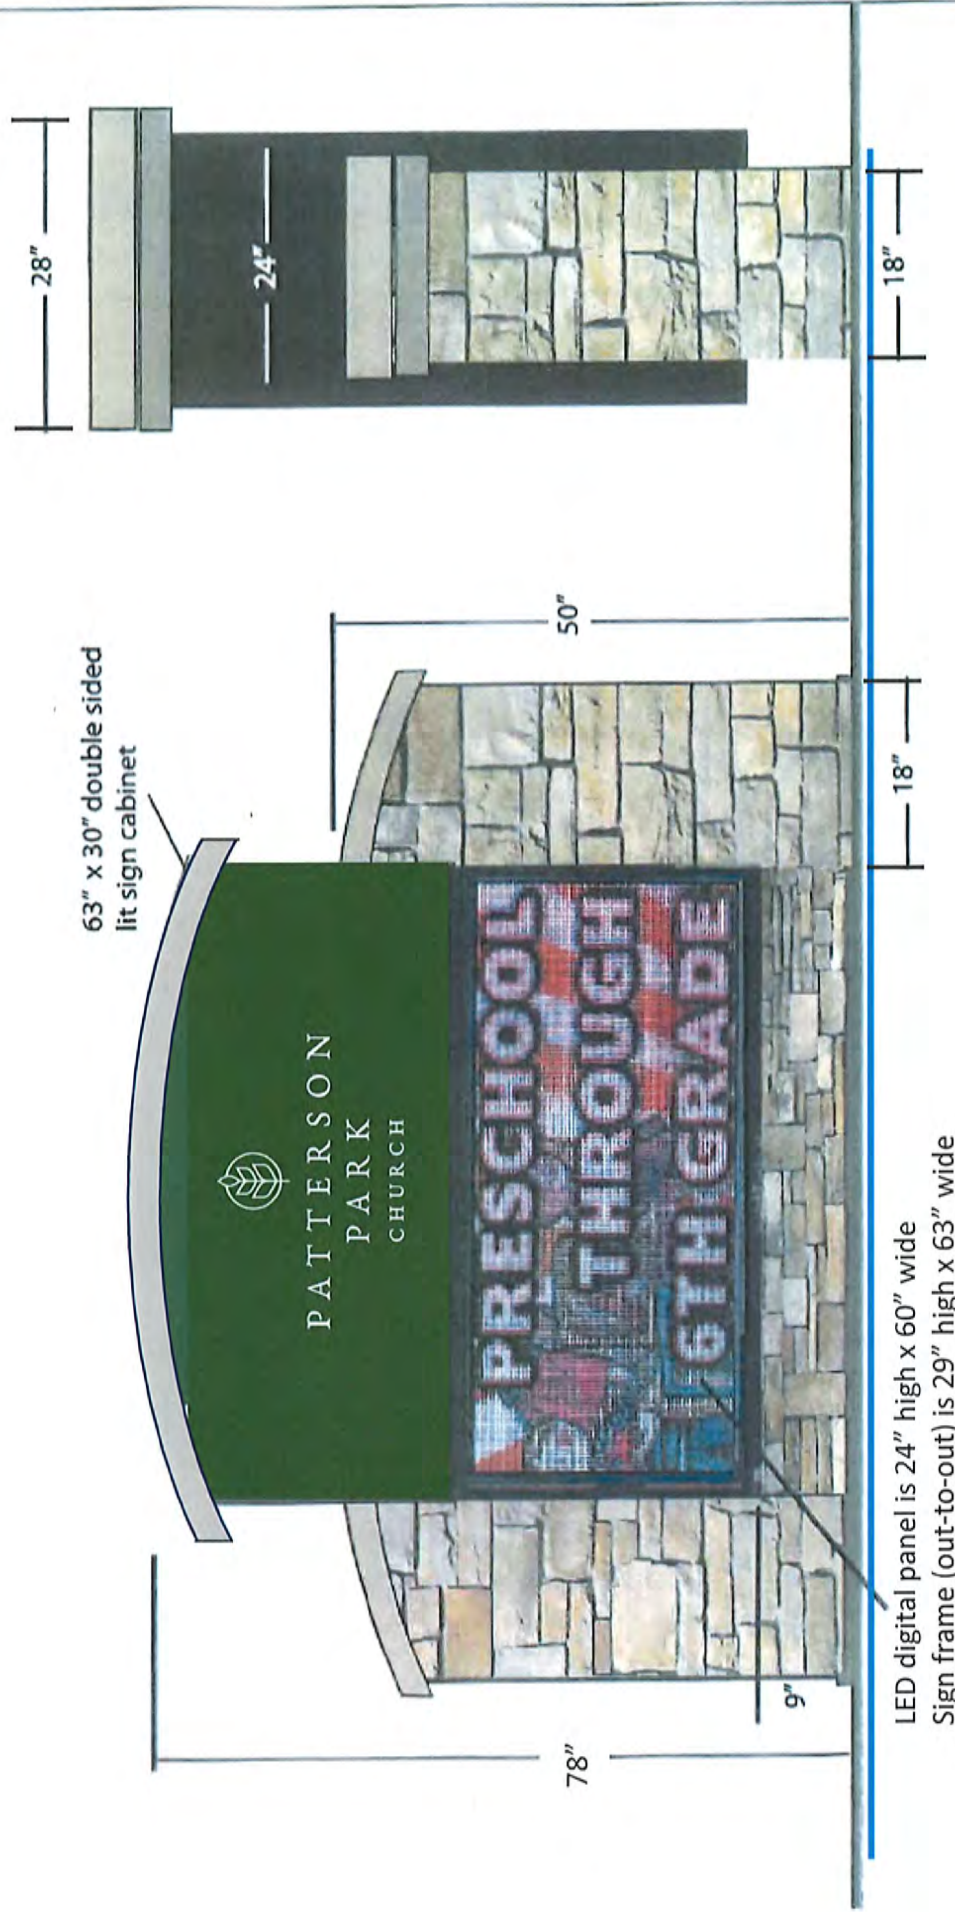 63" x 30" double sided
lit sign cabinet
28"
24"
PATTERSON
PARK
CHURCH
PRESCHOOL
THROUGH
6TH GRADE
50"
78"
9"
18"
18"
LED digital panel is 24" high x 60" wide
Sign frame (out-to-out) is 29" high x 63" wide